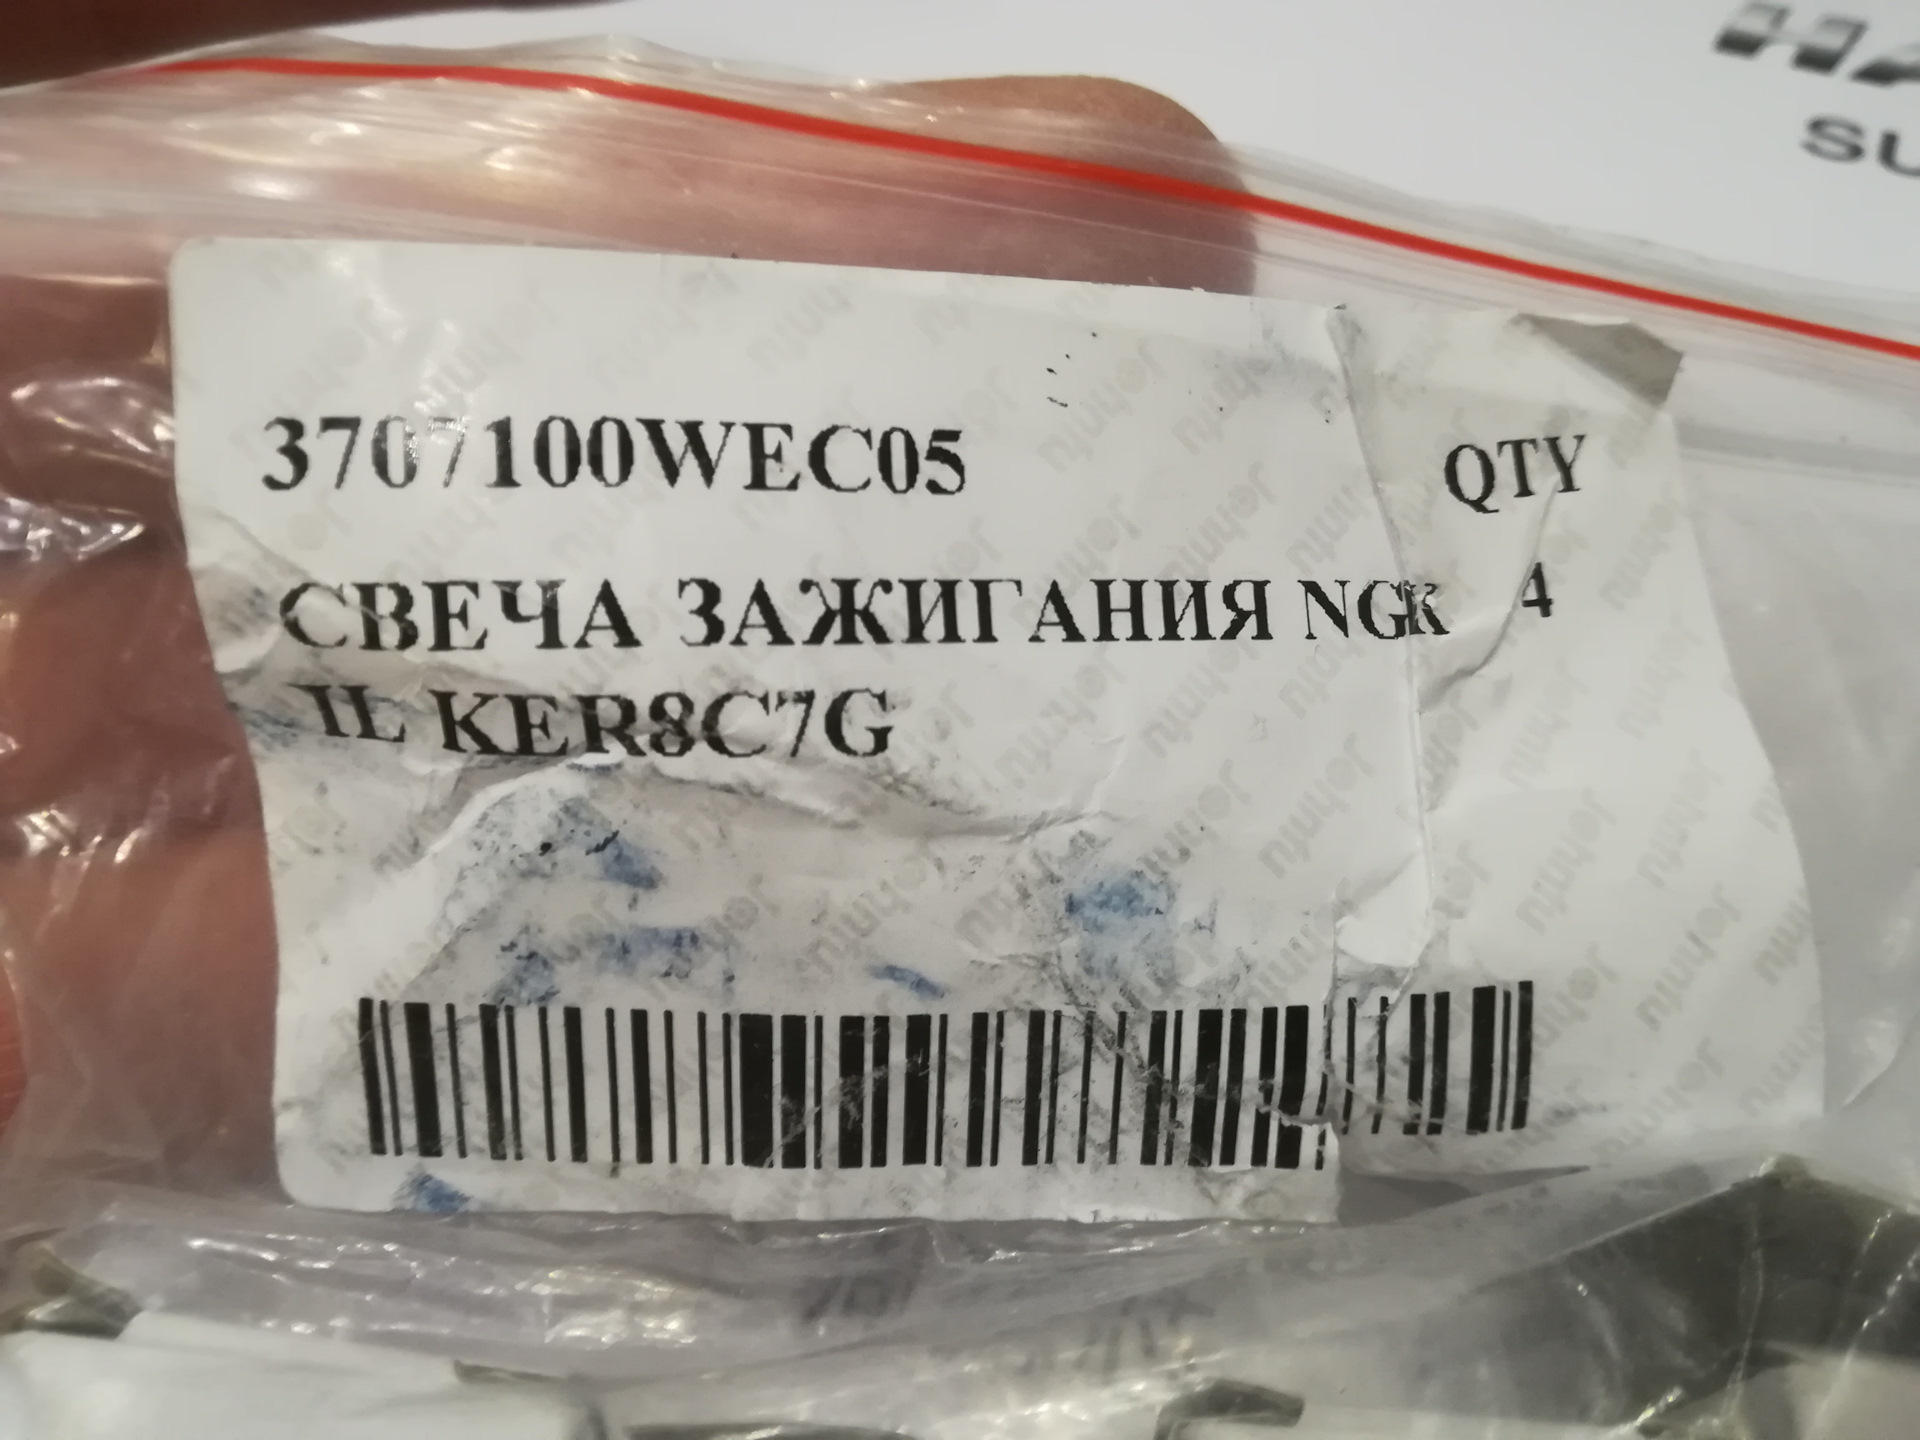 3707100WEC05
QTY
СВЕЧА ЗАЖИГАНИЯ NGK 4
IL KER8C7G